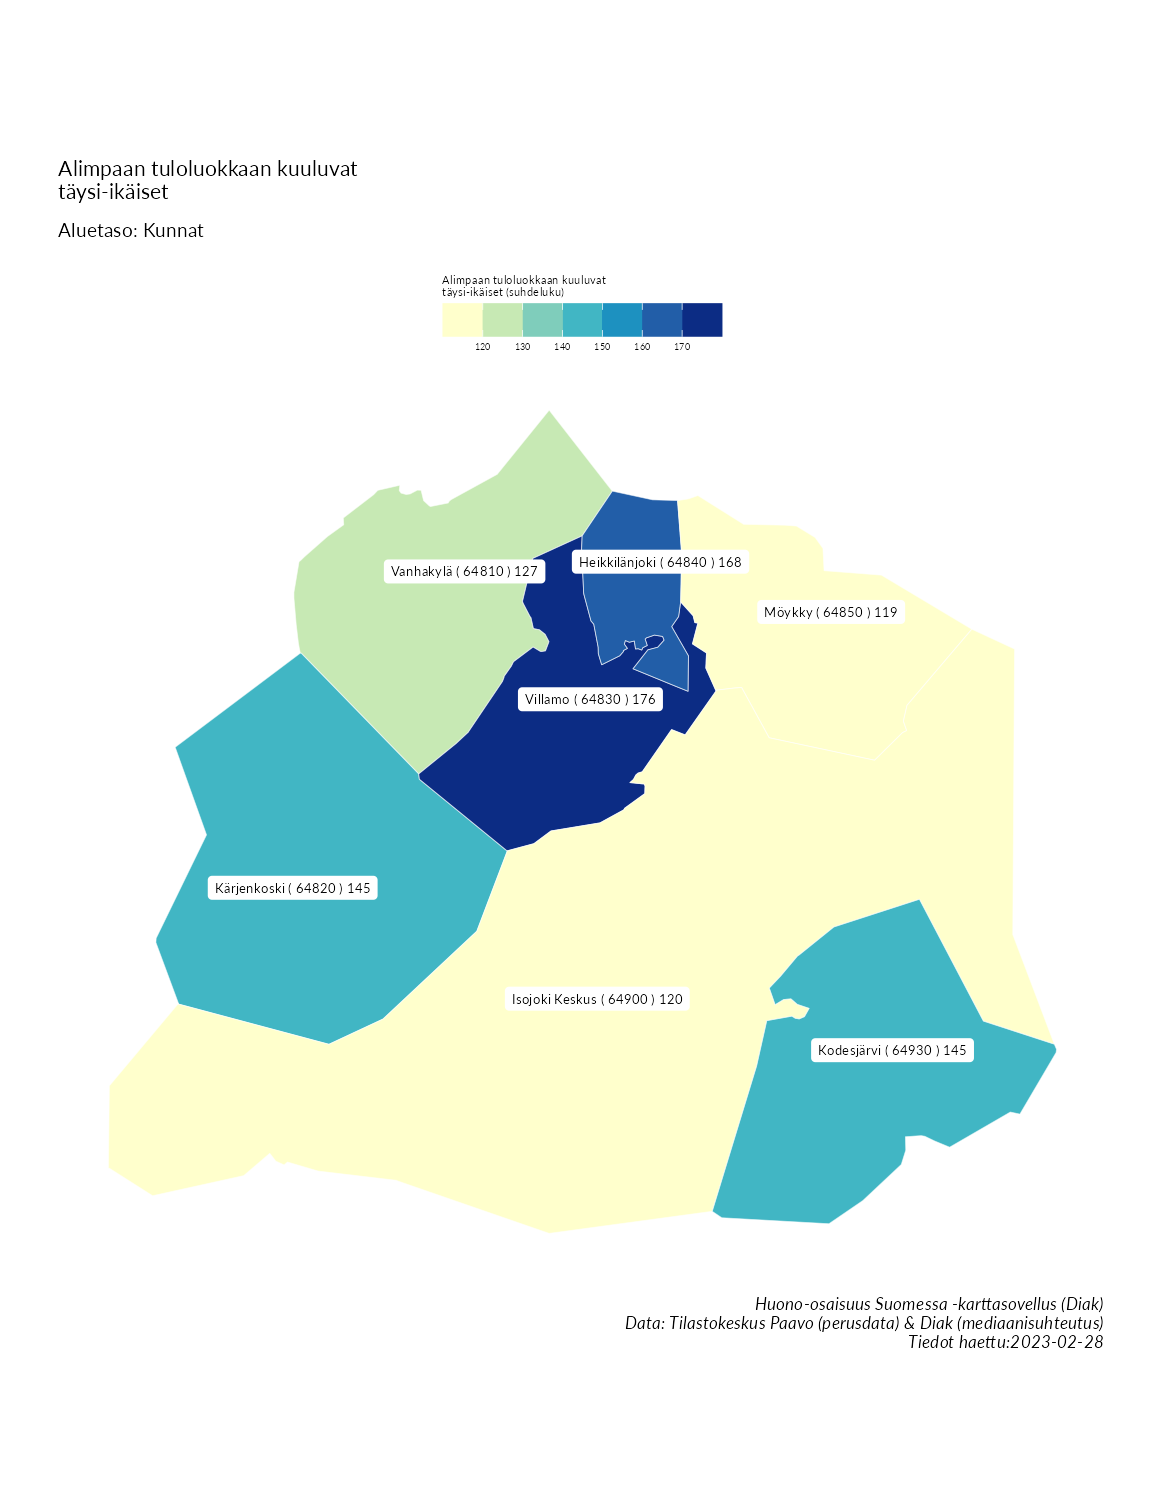 Alimpaan tuloluokkaan kuuluvat
täysi-ikäiset
Aluetaso: Kunnat
Alimpaan tuloluokkaan kuuluvat
täysi-ikäiset (suhdeluku)
120 130 140 150 160 170
Heikkilänjoki ( 64840 ) 168
Vanhakylä ( 64810 ) 127
Möykky ( 64850 ) 119
Villamo ( 64830 ) 176
Kärjenkoski ( 64820 ) 145
Isojoki Keskus ( 64900 ) 120
Kodesjärvi ( 64930 ) 145
Huono-osaisuus Suomessa -karttasovellus (Diak)
Data: Tilastokeskus Paavo (perusdata) & Diak (mediaanisuhteutus)
Tiedot haettu:2023-02-28